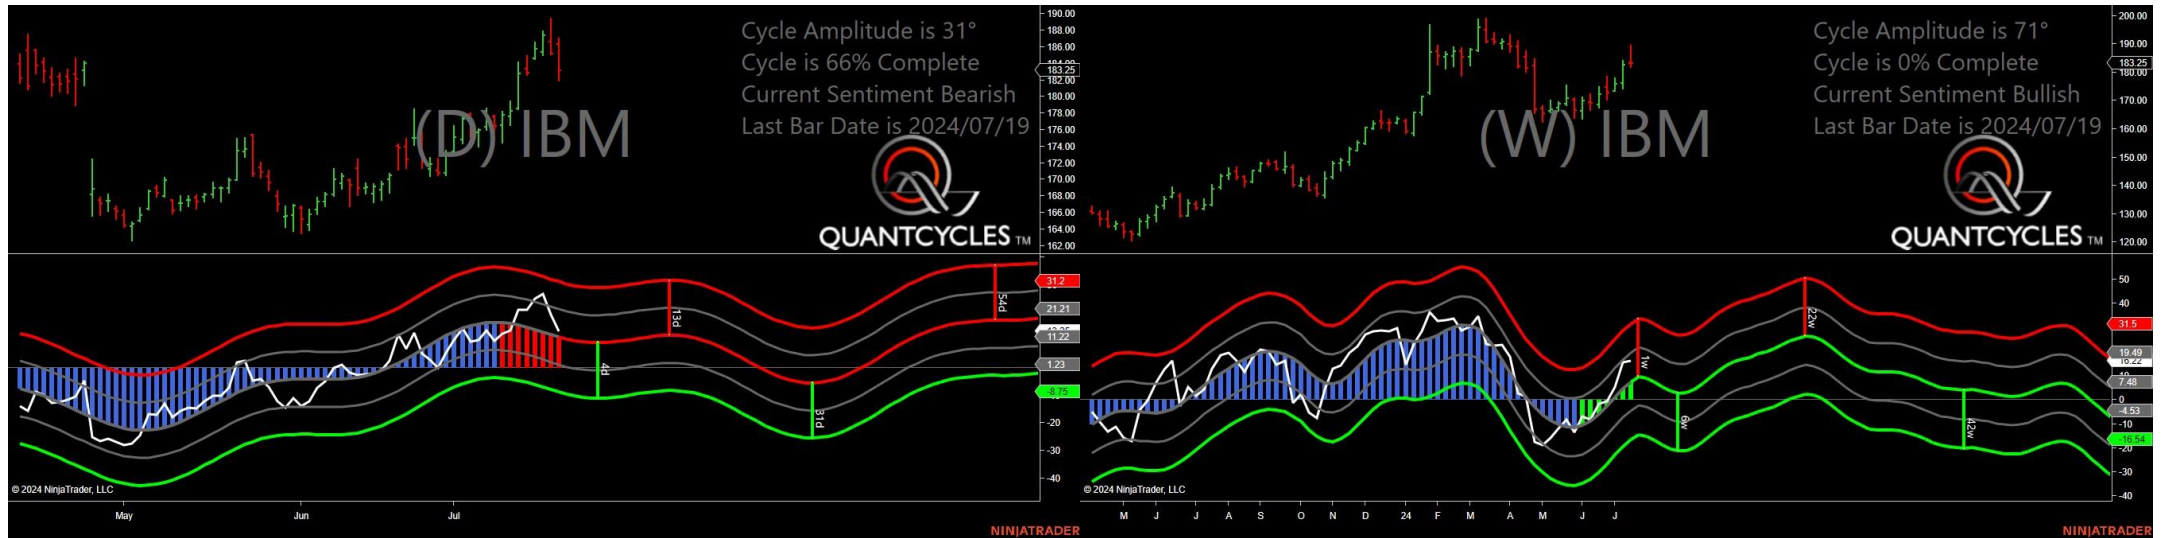 Cycle Amplitude is 31°
Cycle is 66% Complete
Current Sentiment Bearish
Last Bar Date is 2024/07/19
(D) IBM
QUANTCYCLES TM
190.00
188.00
186.00
183.25
182.00
180.00
178.00
176.00
174.00
172.00
170.00
168.00
166.00
164.00
162.00
31.2
21.21
11.22
1.23
-8.75
-20
-30
-40
4d
13d
31d
54d
© 2024 NinjaTrader, LLC
May
Jun
Jul
NINJATRADER
Cycle Amplitude is 71°
Cycle is 0% Complete
Current Sentiment Bullish
Last Bar Date is 2024/07/19
(W) IBM
QUANTCYCLES TM
200.00
190.00
183.25
180.00
170.00
160.00
150.00
140.00
130.00
120.00
50
40
31.5
19.49
7.48
0
-4.53
-10
-16.54
-20
-30
-40
1w
6w
22w
42w
© 2024 NinjaTrader, LLC
M J J A S O N D 24 F M A M J J
NINJATRADER